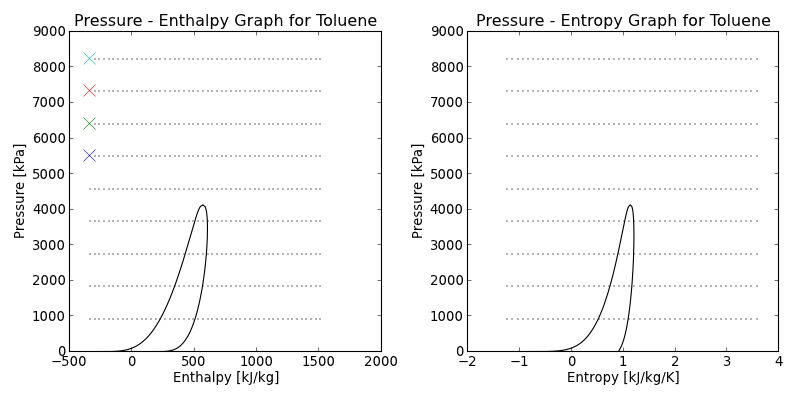 Pressure - Enthalpy Graph for Toluene
9000
8000
7000
6000
5000
4000
3000
2000
1000
0
Pressure [kPa]
−500 0 500 1000 1500 2000
Enthalpy [kJ/kg]
Pressure - Entropy Graph for Toluene
9000
8000
7000
6000
5000
4000
3000
2000
1000
0
Pressure [kPa]
−2 −1 0 1 2 3 4
Entropy [kJ/kg/K]